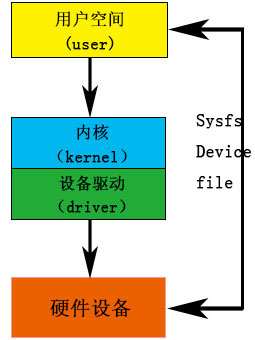 用户空间
(user)
内核
（kernel）
设备驱动
（driver）
硬件设备
Sysfs
Device
file